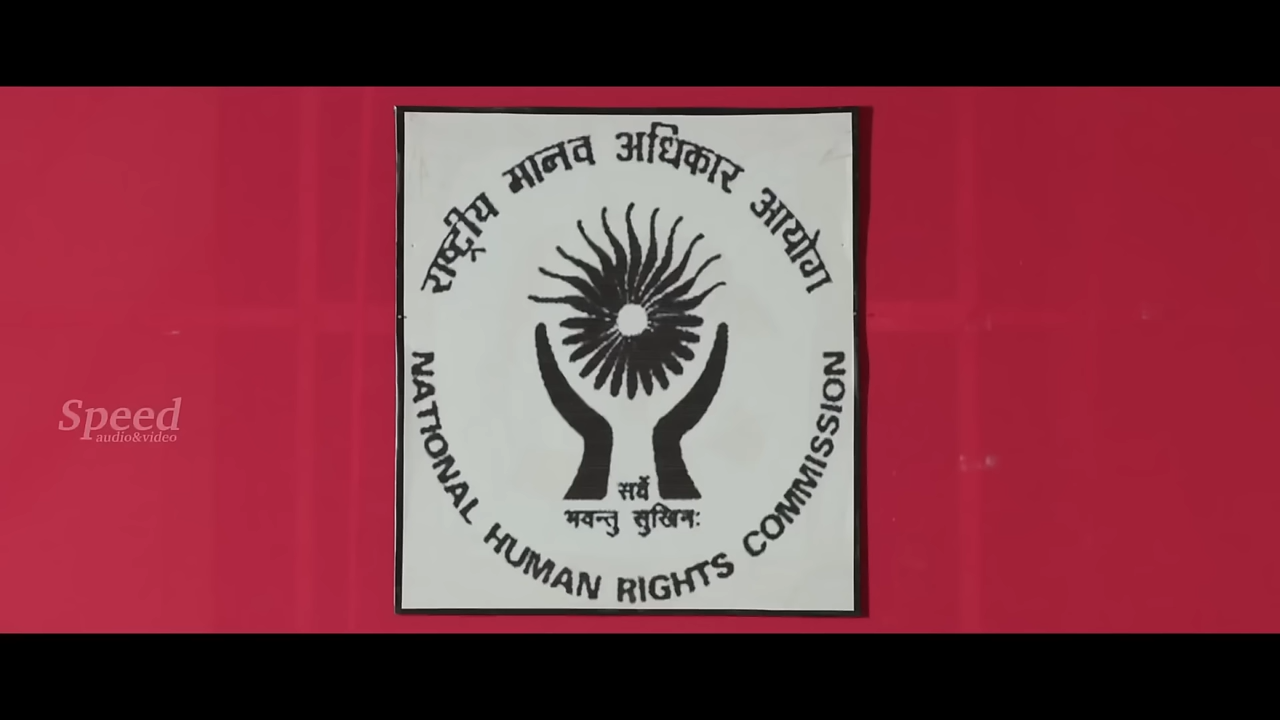 राष्ट्रीय मानव अधिकार आयोग
सर्वे
भवन्तु सुखिनः
NATIONAL HUMAN RIGHTS COMMISSION
Speed
audio&video